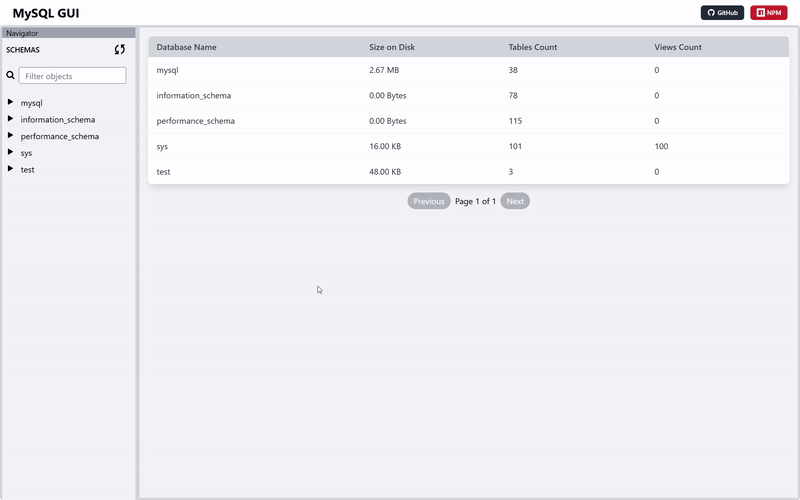 MySQL GUI
GitHub
NPM
Navigator
SCHEMAS
Filter objects
mysql
information_schema
performance_schema
sys
test
Database Name Size on Disk Tables Count Views Count
mysql 2.67 MB 38 0
information_schema 0.00 Bytes 78 0
performance_schema 0.00 Bytes 115 0
sys 16.00 KB 101 100
test 48.00 KB 3 0
Previous Page 1 of 1 Next